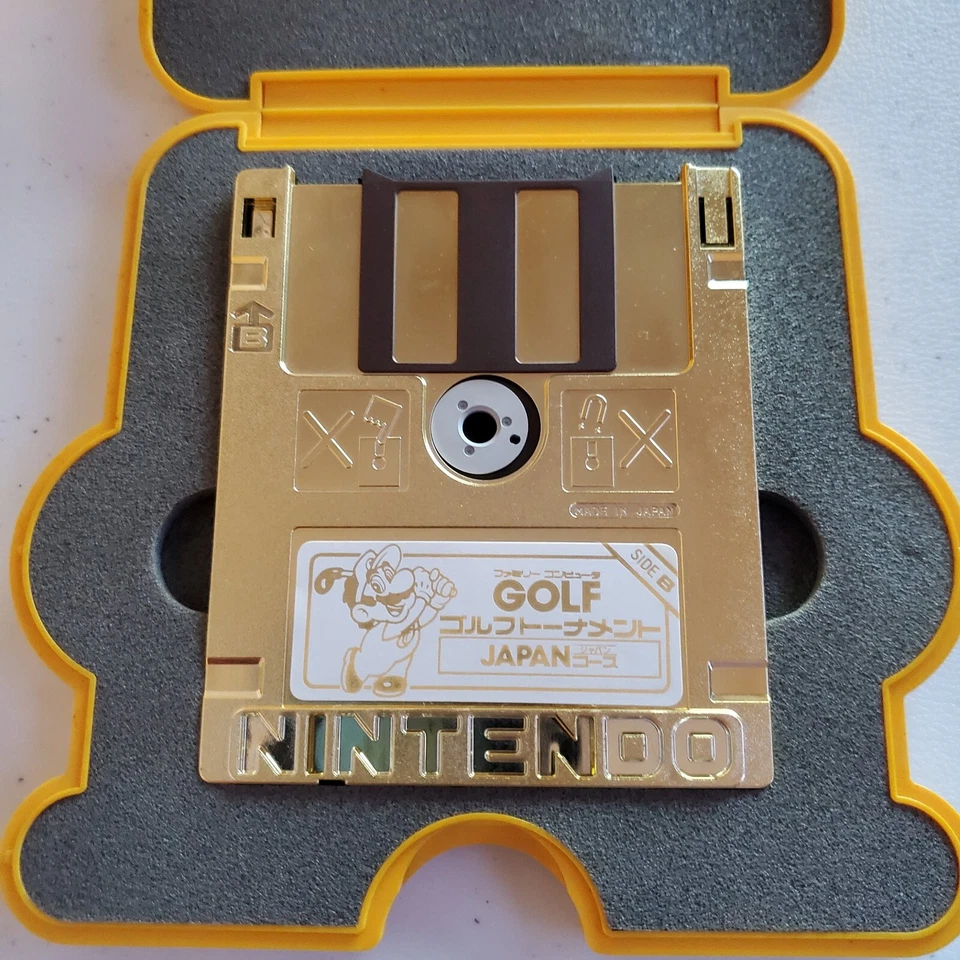 B
MADE IN JAPAN
SIDE B
ファミリー コンピュータ
GOLF
ゴルフトーナメント
JAPANコース
ジャパン
NINTENDO